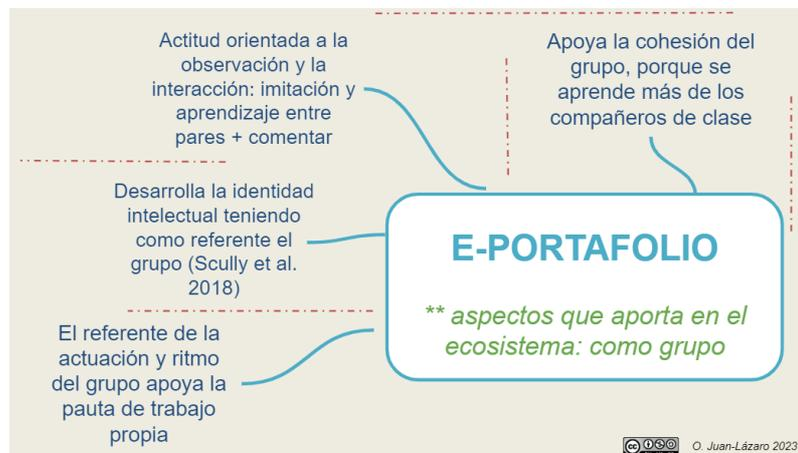 Actitud orientada a la
observación y la
interacción: imitación y
aprendizaje entre
pares + comentar
Apoya la cohesión del
grupo, porque se
aprende más de los
compañeros de clase
Desarrolla la identidad
intelectual teniendo
como referente el
grupo (Scully et al.
2018)
E-PORTAFOLIO
** aspectos que aporta en el
ecosistema: como grupo
El referente de la
actuación y ritmo
del grupo apoya la
pauta de trabajo
propia
O. Juan-Lázaro 2023